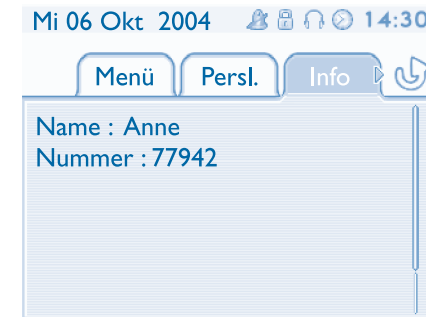 Mi 06 Okt 2004 14:30
Menü Persl. Info
Name : Anne
Nummer : 77942